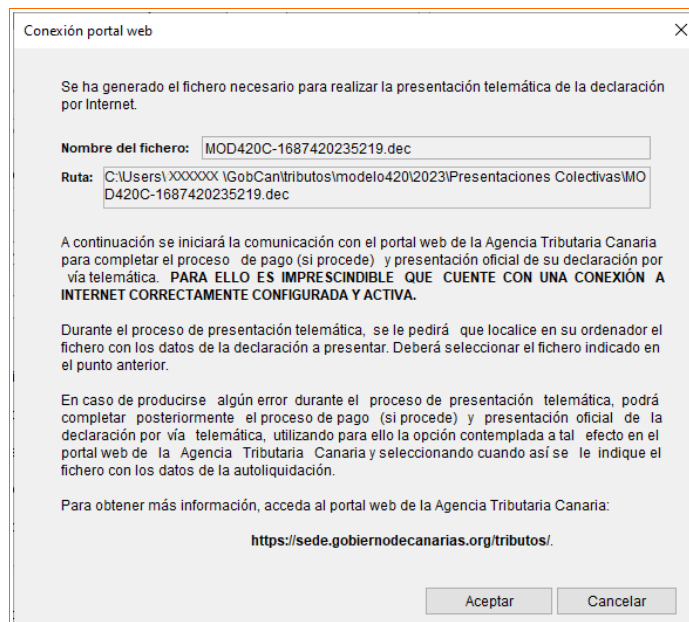 Conexión portal web
Se ha generado el fichero necesario para realizar la presentación telemática de la declaración
por Internet.
Nombre del fichero: MOD420C-1687420235219.dec
Ruta: C:\Users\ XXXXXX \GobCan\tributos\modelo420\2023\Presentaciones Colectivas\MO
D420C-1687420235219.dec
A continuación se iniciará la comunicación con el portal web de la Agencia Tributaria Canaria
para completar el proceso de pago (si procede) y presentación oficial de su declaración por
vía telemática. PARA ELLO ES IMPRESCINDIBLE QUE CUENTE CON UNA CONEXIÓN A
INTERNET CORRECTAMENTE CONFIGURADA Y ACTIVA.
Durante el proceso de presentación telemática, se le pedirá que localice en su ordenador el
fichero con los datos de la declaración a presentar. Deberá seleccionar el fichero indicado en
el punto anterior.
En caso de producirse algún error durante el proceso de presentación telemática, podrá
completar posteriormente el proceso de pago (si procede) y presentación oficial de la
declaración por vía telemática, utilizando para ello la opción contemplada a tal efecto en el
portal web de la Agencia Tributaria Canaria y seleccionando cuando así se le indique el
fichero con los datos de la autoliquidación.
Para obtener más información, acceda al portal web de la Agencia Tributaria Canaria:
https://sede.gobiernodecanarias.org/tributos/.
Aceptar Cancelar